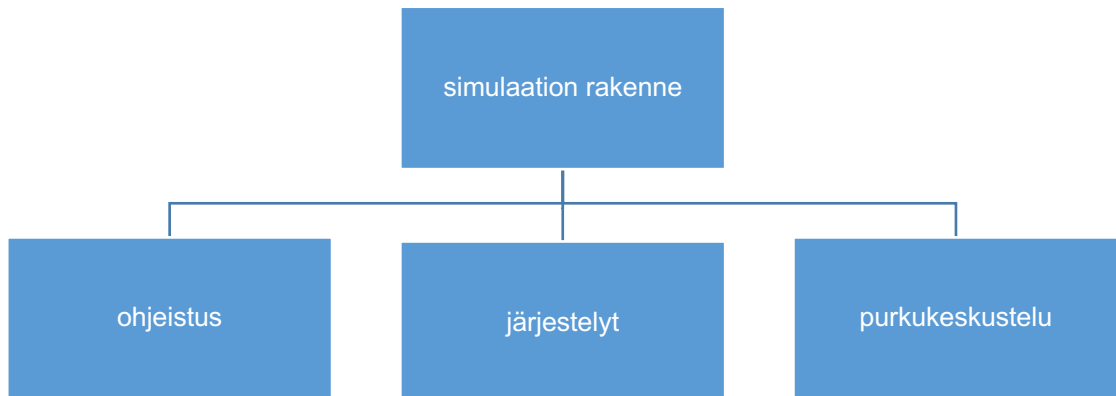 simulaation rakenne
ohjeistus
järjestelyt
purkukeskustelu